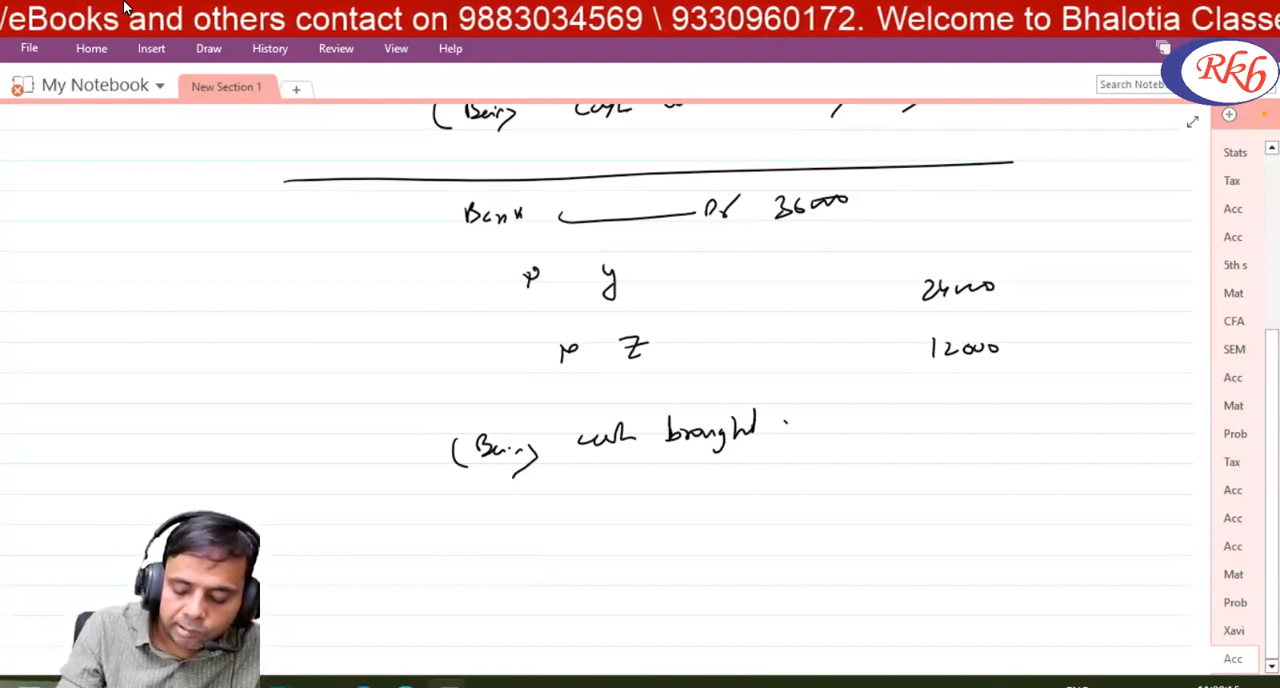 /eBooks and others contact on 9883034569 \ 9330960172. Welcome to Bhalotia Classe
File Home Insert Draw History Review View Help
Rkb
My Notebook New Section 1 + Search Noteb
(Being cash
Bank Dr 36000
y 24000
Z 12000
(Being cash brought
Stats
Tax
Acc
Acc
5th s
Mat
CFA
SEM
Acc
Mat
Prob
Tax
Acc
Acc
Acc
Mat
Prob
Xavi
Acc